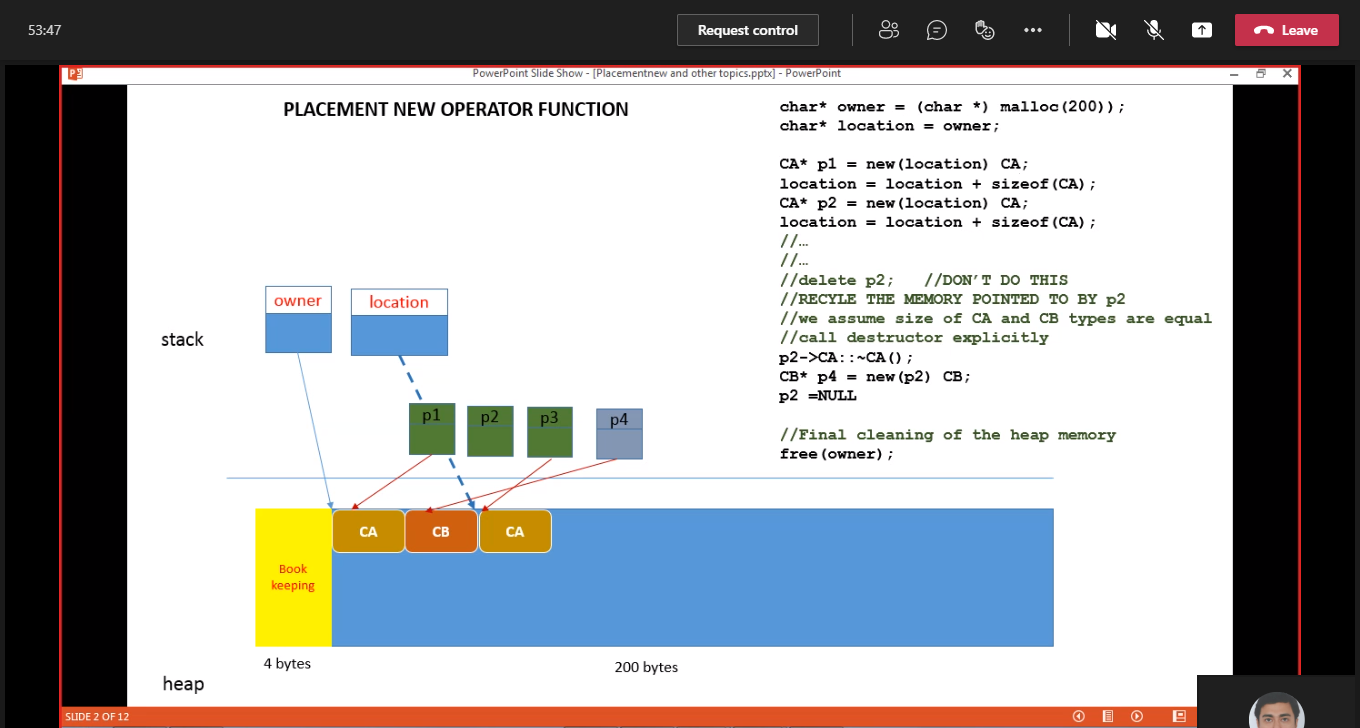 53:47
Request control
Leave
PowerPoint Slide Show - [Placementnew and other topics.pptx] - PowerPoint
PLACEMENT NEW OPERATOR FUNCTION
char* owner = (char *) malloc(200));
char* location = owner;
CA* p1 = new(location) CA;
location = location + sizeof(CA);
CA* p2 = new(location) CA;
location = location + sizeof(CA);
//…
//…
//delete p2;   //DON'T DO THIS
//RECYLE THE MEMORY POINTED TO BY p2
//we assume size of CA and CB types are equal
//call destructor explicitly
p2->CA::~CA();
CB* p4 = new(p2) CB;
p2 =NULL
//Final cleaning of the heap memory
free(owner);
owner
location
stack
p1
p2
p3
p4
CA
CB
CA
Book
keeping
4 bytes
200 bytes
heap
SLIDE 2 OF 12